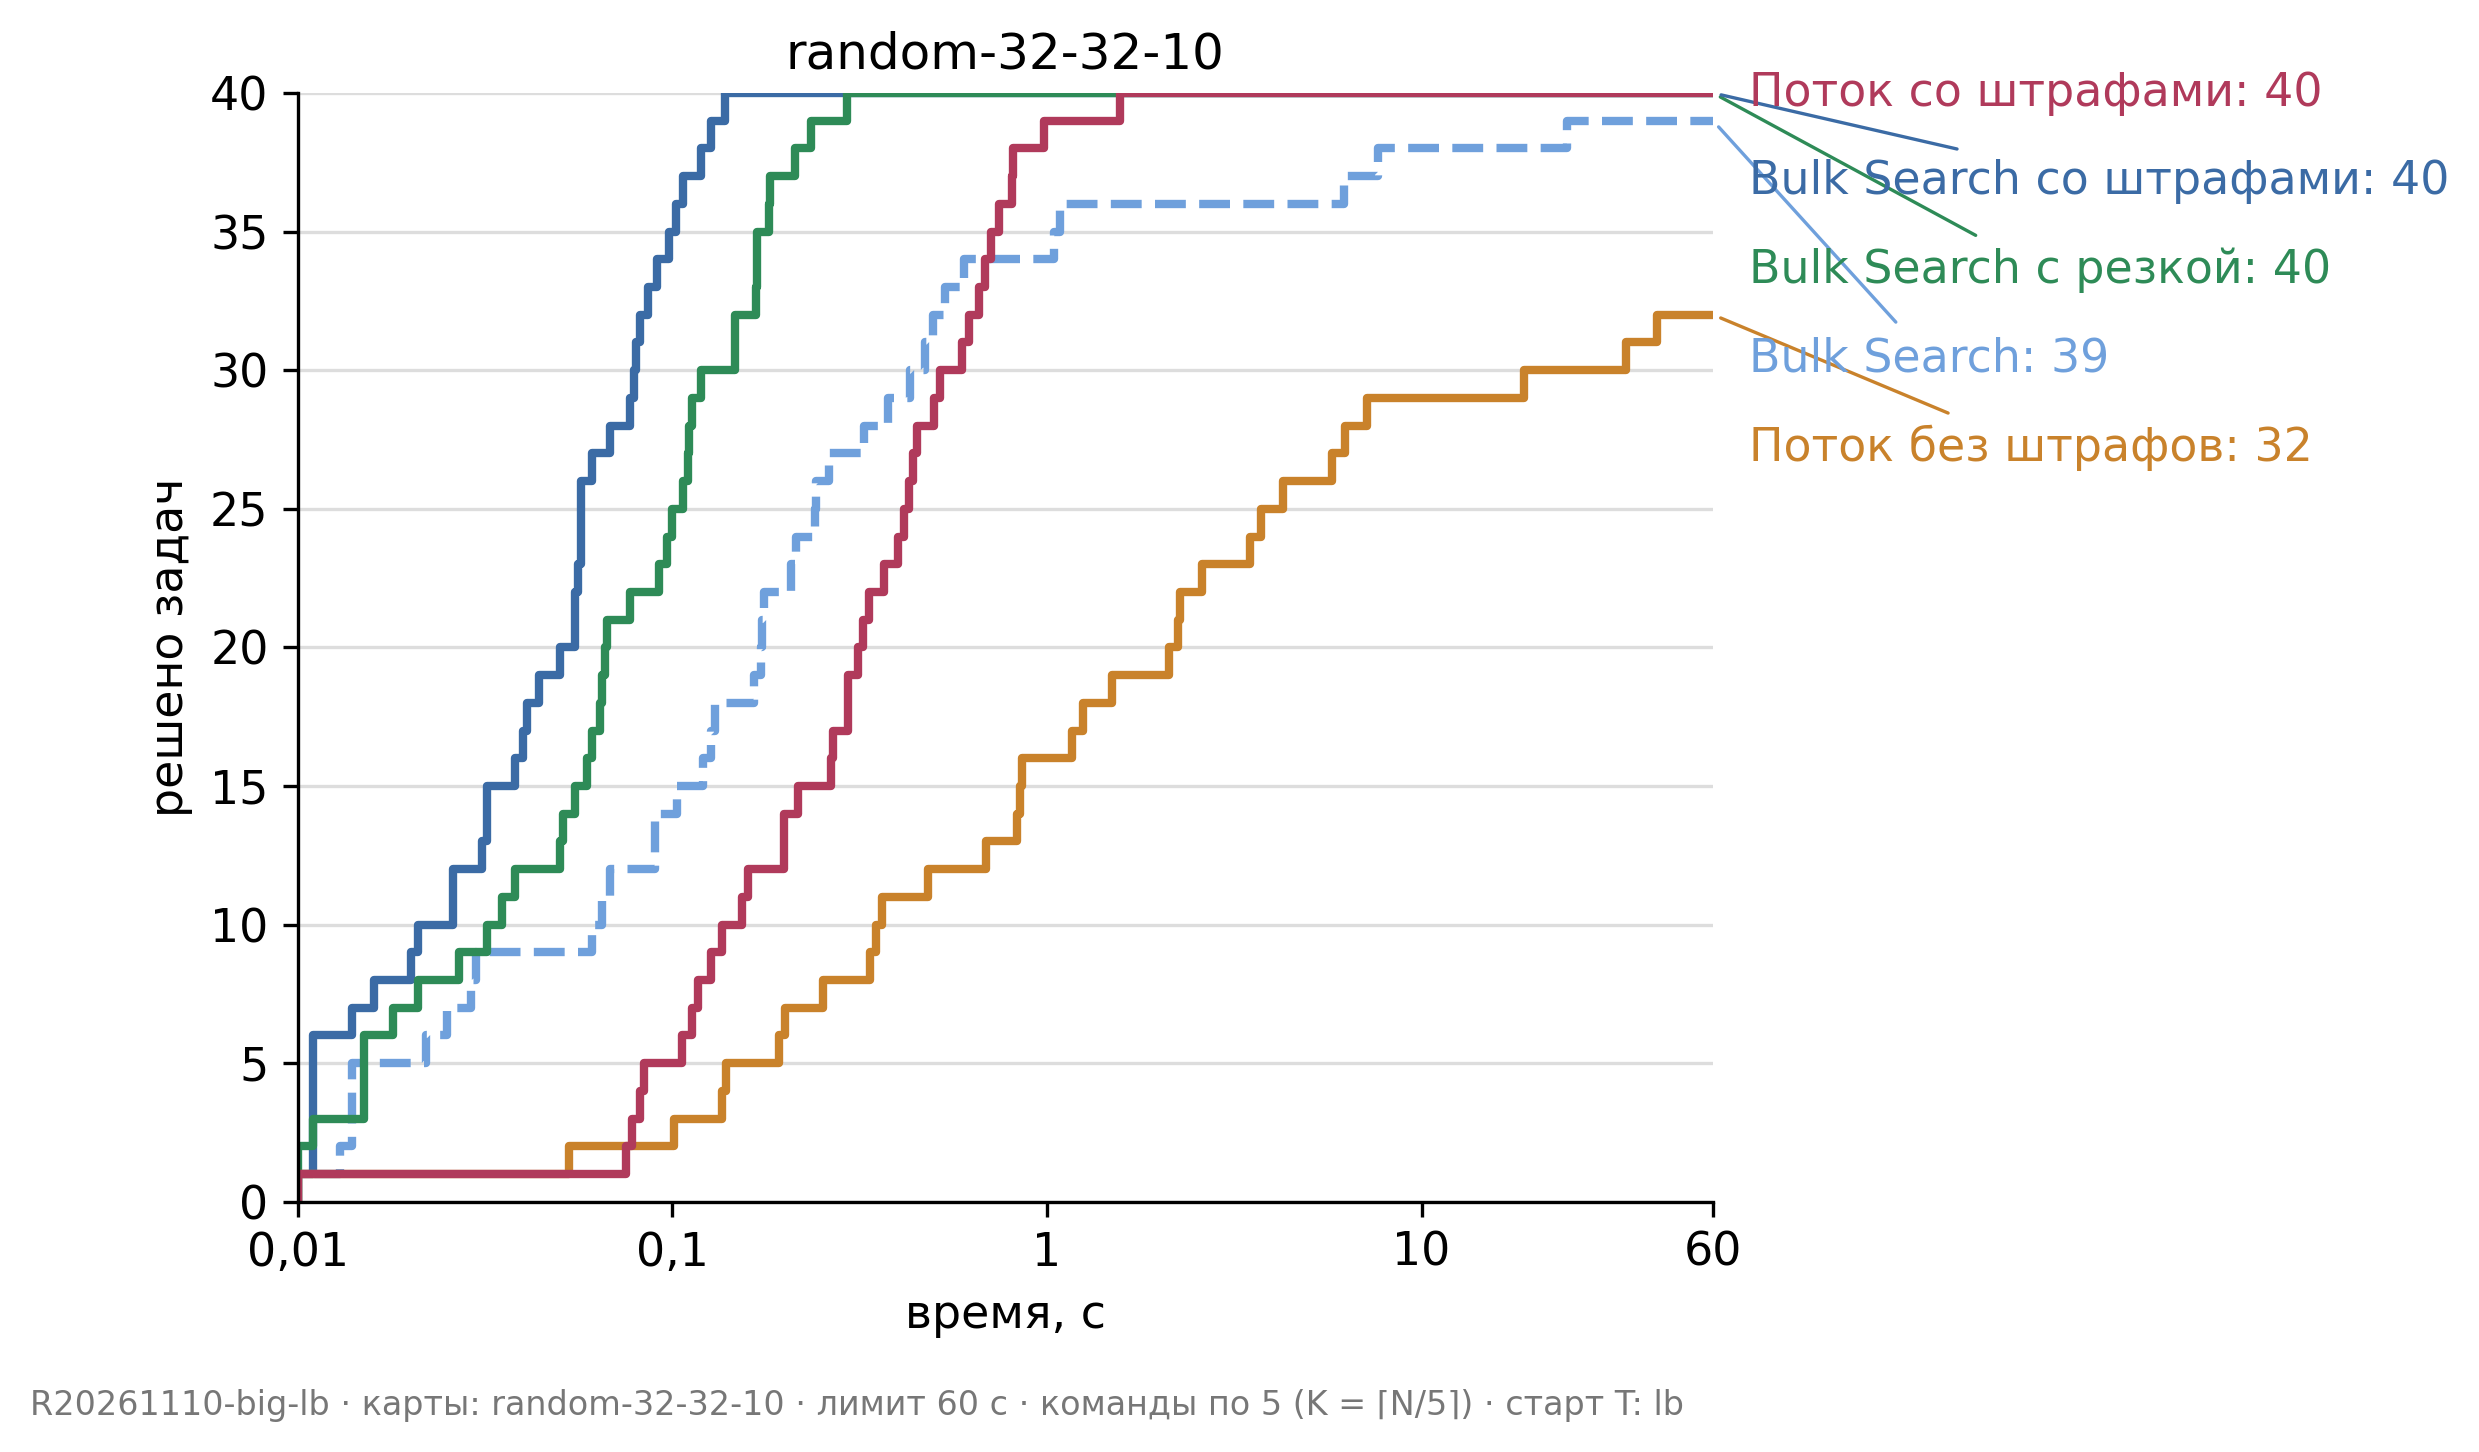 random-32-32-10
40
35
30
25
20
15
10
5
0
решено задач
0,01
0,1
1
10
60
время, с
Поток со штрафами: 40
Bulk Search со штрафами: 40
Bulk Search с резкой: 40
Bulk Search: 39
Поток без штрафов: 32
R20261110-big-lb · карты: random-32-32-10 · лимит 60 с · команды по 5 (K = ⌈N/5⌉) · старт T: lb